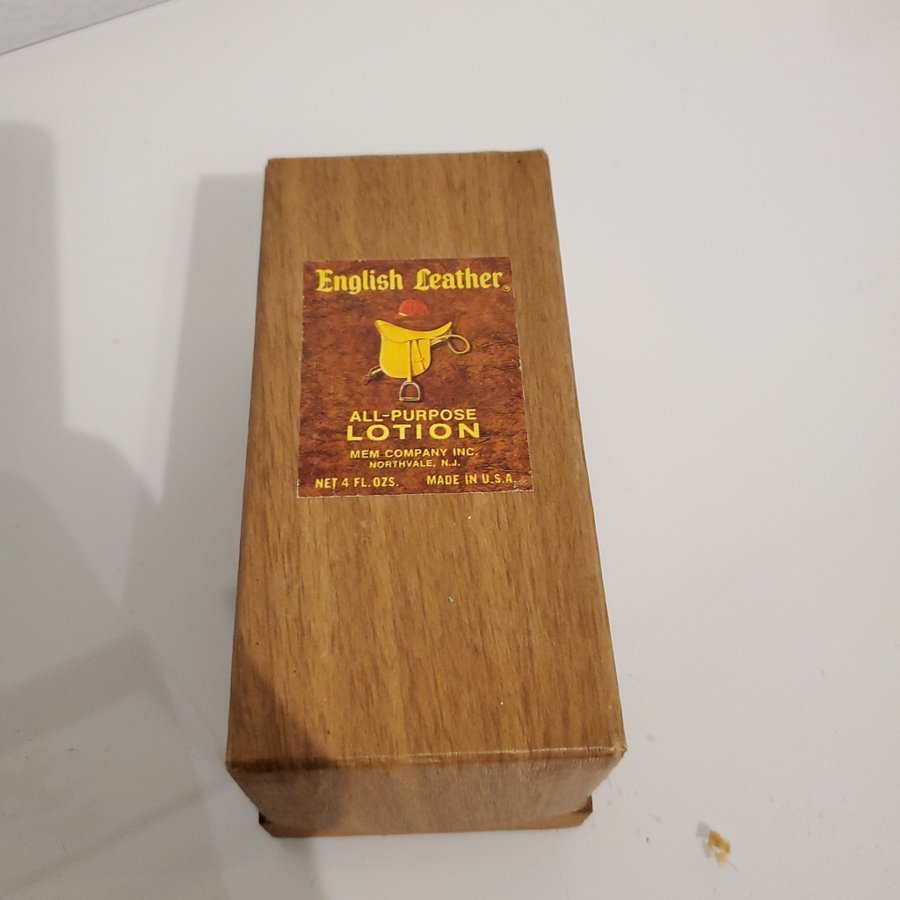 English Leather®
ALL-PURPOSE
LOTION
MEM COMPANY INC.
NORTHVALE, N.J.
NET 4 FL. OZS. MADE IN U.S.A.